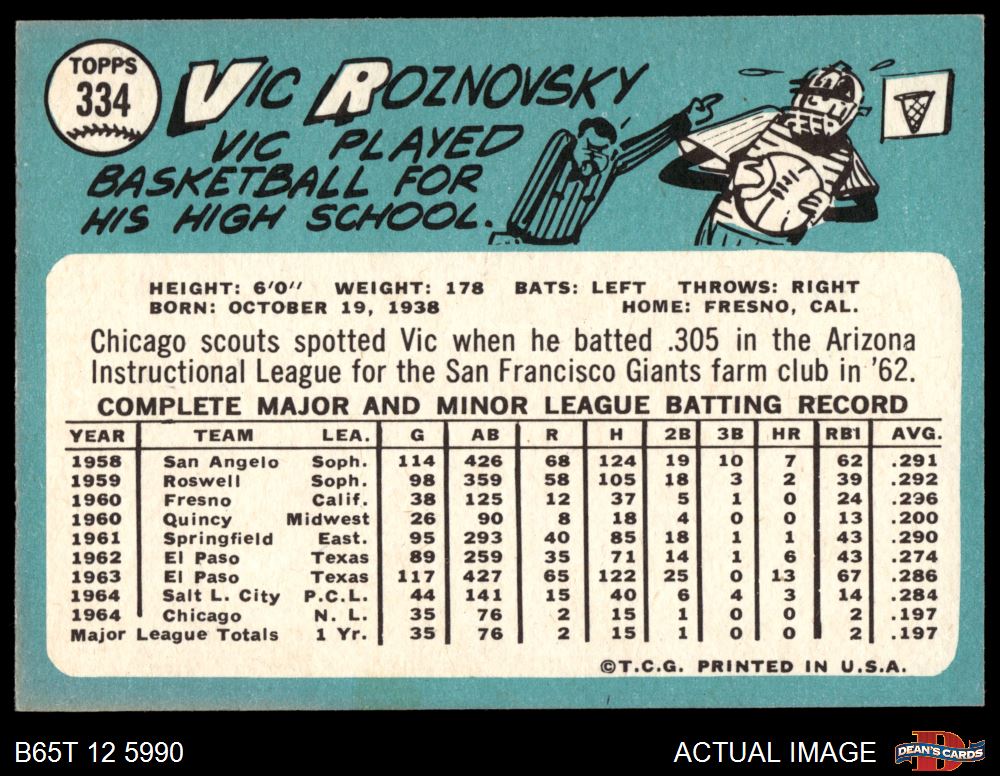 TOPPS
334
VIC ROZNOVSKY
VIC PLAYED
BASKETBALL FOR
HIS HIGH SCHOOL.
HEIGHT: 6'0" WEIGHT: 178 BATS: LEFT THROWS: RIGHT
BORN: OCTOBER 19, 1938 HOME: FRESNO, CAL.
Chicago scouts spotted Vic when he batted .305 in the Arizona
Instructional League for the San Francisco Giants farm club in '62.
COMPLETE MAJOR AND MINOR LEAGUE BATTING RECORD
YEAR TEAM LEA. G AB R H 2B 3B HR RBI AVG.
1958 San Angelo Soph. 114 426 68 124 19 10 7 62 .291
1959 Roswell Soph. 98 359 58 105 18 3 2 39 .292
1960 Fresno Calif. 38 125 12 37 5 1 0 24 .296
1960 Quincy Midwest 26 90 8 18 4 0 0 13 .200
1961 Springfield East. 95 293 40 85 18 1 1 43 .290
1962 El Paso Texas 89 259 35 71 14 1 6 43 .274
1963 El Paso Texas 117 427 65 122 25 0 13 67 .286
1964 Salt L. City P.C.L. 44 141 15 40 6 4 3 14 .284
1964 Chicago N. L. 35 76 2 15 1 0 0 2 .197
Major League Totals 1 Yr. 35 76 2 15 1 0 0 2 .197
©T.C.G. PRINTED IN U.S.A.
B65T 12 5990 ACTUAL IMAGE DEAN'S CARDS